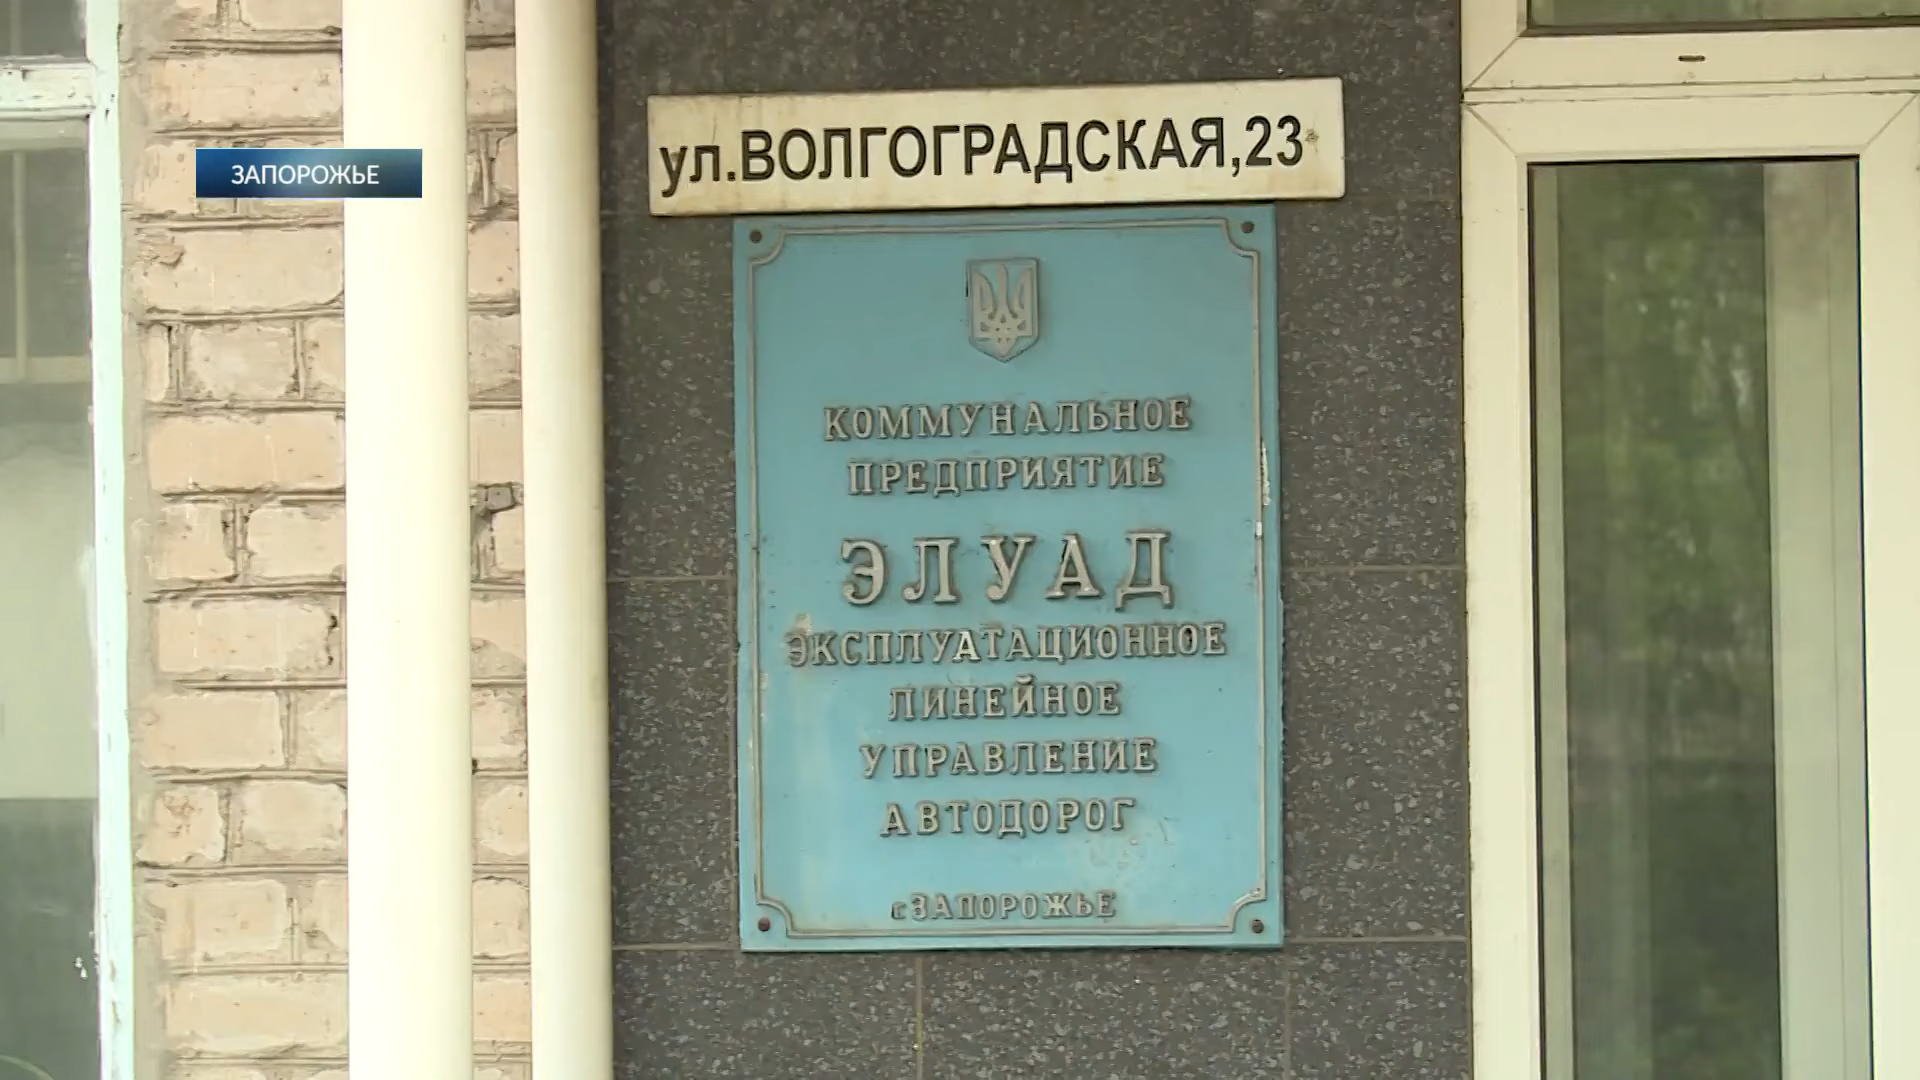 ЗАПОРОЖЬЕ
ул.ВОЛГОГРАДСКАЯ,23
КОММУНАЛЬНОЕ
ПРЕДПРИЯТИЕ
ЭЛУАД
ЭКСПЛУАТАЦИОННОЕ
ЛИНЕЙНОЕ
УПРАВЛЕНИЕ
АВТОДОРОГ
г.ЗАПОРОЖЬЕ